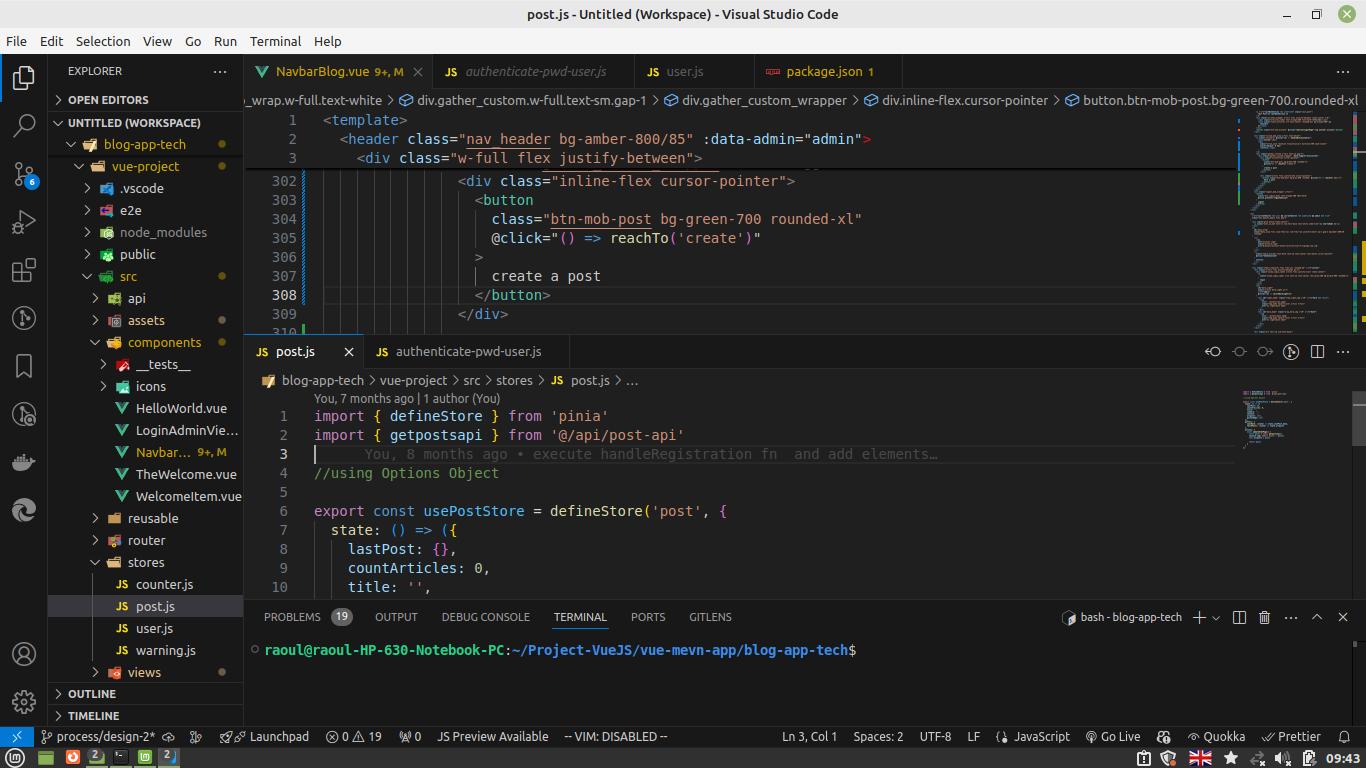 post.js - Untitled (Workspace) - Visual Studio Code
File Edit Selection View Go Run Terminal Help
EXPLORER
OPEN EDITORS
UNTITLED (WORKSPACE)
blog-app-tech
vue-project
.vscode
e2e
node_modules
public
src
api
assets
components
__tests__
icons
HelloWorld.vue
LoginAdminVie...
Navbar... 9+, M
TheWelcome.vue
WelcomeItem.vue
reusable
router
stores
counter.js
post.js
user.js
warning.js
views
OUTLINE
TIMELINE
6
NavbarBlog.vue 9+, M
JS authenticate-pwd-user.js
JS user.js
package.json 1
_wrap.w-full.text-white > div.gather_custom.w-full.text-sm.gap-1 > div.gather_custom_wrapper > div.inline-flex.cursor-pointer > button.btn-mob-post.bg-green-700.rounded-xl
1 <template>
2 <header class="nav_header bg-amber-800/85" :data-admin="admin">
3 <div class="w-full flex justify-between">
302 <div class="inline-flex cursor-pointer">
303 <button
304 class="btn-mob-post bg-green-700 rounded-xl"
305 @click="() => reachTo('create')"
306 >
307 create a post
308 </button>
309 </div>
310
JS post.js
JS authenticate-pwd-user.js
blog-app-tech > vue-project > src > stores > JS post.js > ...
You, 7 months ago | 1 author (You)
1 import { defineStore } from 'pinia'
2 import { getpostsapi } from '@/api/post-api'
3 You, 8 months ago • execute handleRegistration fn and add elements…
4 //using Options Object
5
6 export const usePostStore = defineStore('post', {
7 state: () => ({
8 lastPost: {},
9 countArticles: 0,
10 title: '',
PROBLEMS 19 OUTPUT DEBUG CONSOLE TERMINAL PORTS GITLENS
bash - blog-app-tech
raoul@raoul-HP-630-Notebook-PC:~/Project-VueJS/vue-mevn-app/blog-app-tech$
process/design-2* Launchpad 0 19 0 JS Preview Available -- VIM: DISABLED -- Ln 3, Col 1 Spaces: 2 UTF-8 LF JavaScript Go Live Quokka Prettier
2 2 09:43